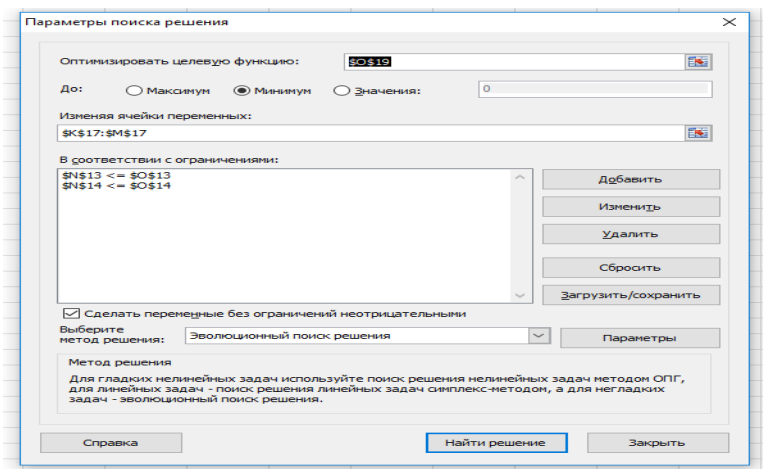 Параметры поиска решения
Оптимизировать целевую функцию: $O$19
До: Максимум Минимум Значения: 0
Изменяя ячейки переменных:
$K$17:$M$17
В соответствии с ограничениями:
$N$13 <= $O$13
$N$14 <= $O$14
Добавить
Изменить
Удалить
Сбросить
Загрузить/сохранить
Сделать переменные без ограничений неотрицательными
Выберите
метод решения: Эволюционный поиск решения Параметры
Метод решения
Для гладких нелинейных задач используйте поиск решения нелинейных задач методом ОПГ,
для линейных задач - поиск решения линейных задач симплекс-методом, а для негладких
задач - эволюционный поиск решения.
Справка Найти решение Закрыть